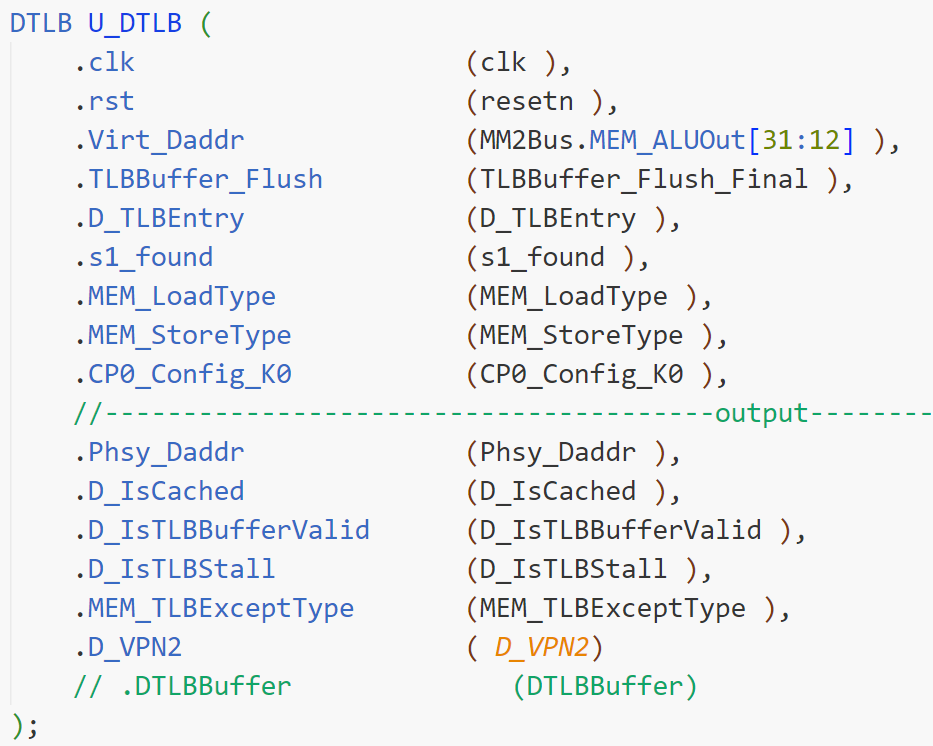 DTLB U_DTLB (
.clk (clk ),
.rst (resetn ),
.Virt_Daddr (MM2Bus.MEM_ALUOut[31:12] ),
.TLBBuffer_Flush (TLBBuffer_Flush_Final ),
.D_TLBEntry (D_TLBEntry ),
.s1_found (s1_found ),
.MEM_LoadType (MEM_LoadType ),
.MEM_StoreType (MEM_StoreType ),
.CP0_Config_K0 (CP0_Config_K0 ),
//---------------------------------------output--------
.Phsy_Daddr (Phsy_Daddr ),
.D_IsCached (D_IsCached ),
.D_IsTLBBufferValid (D_IsTLBBufferValid ),
.D_IsTLBStall (D_IsTLBStall ),
.MEM_TLBExceptType (MEM_TLBExceptType ),
.D_VPN2 ( D_VPN2)
// .DTLBBuffer (DTLBBuffer)
);